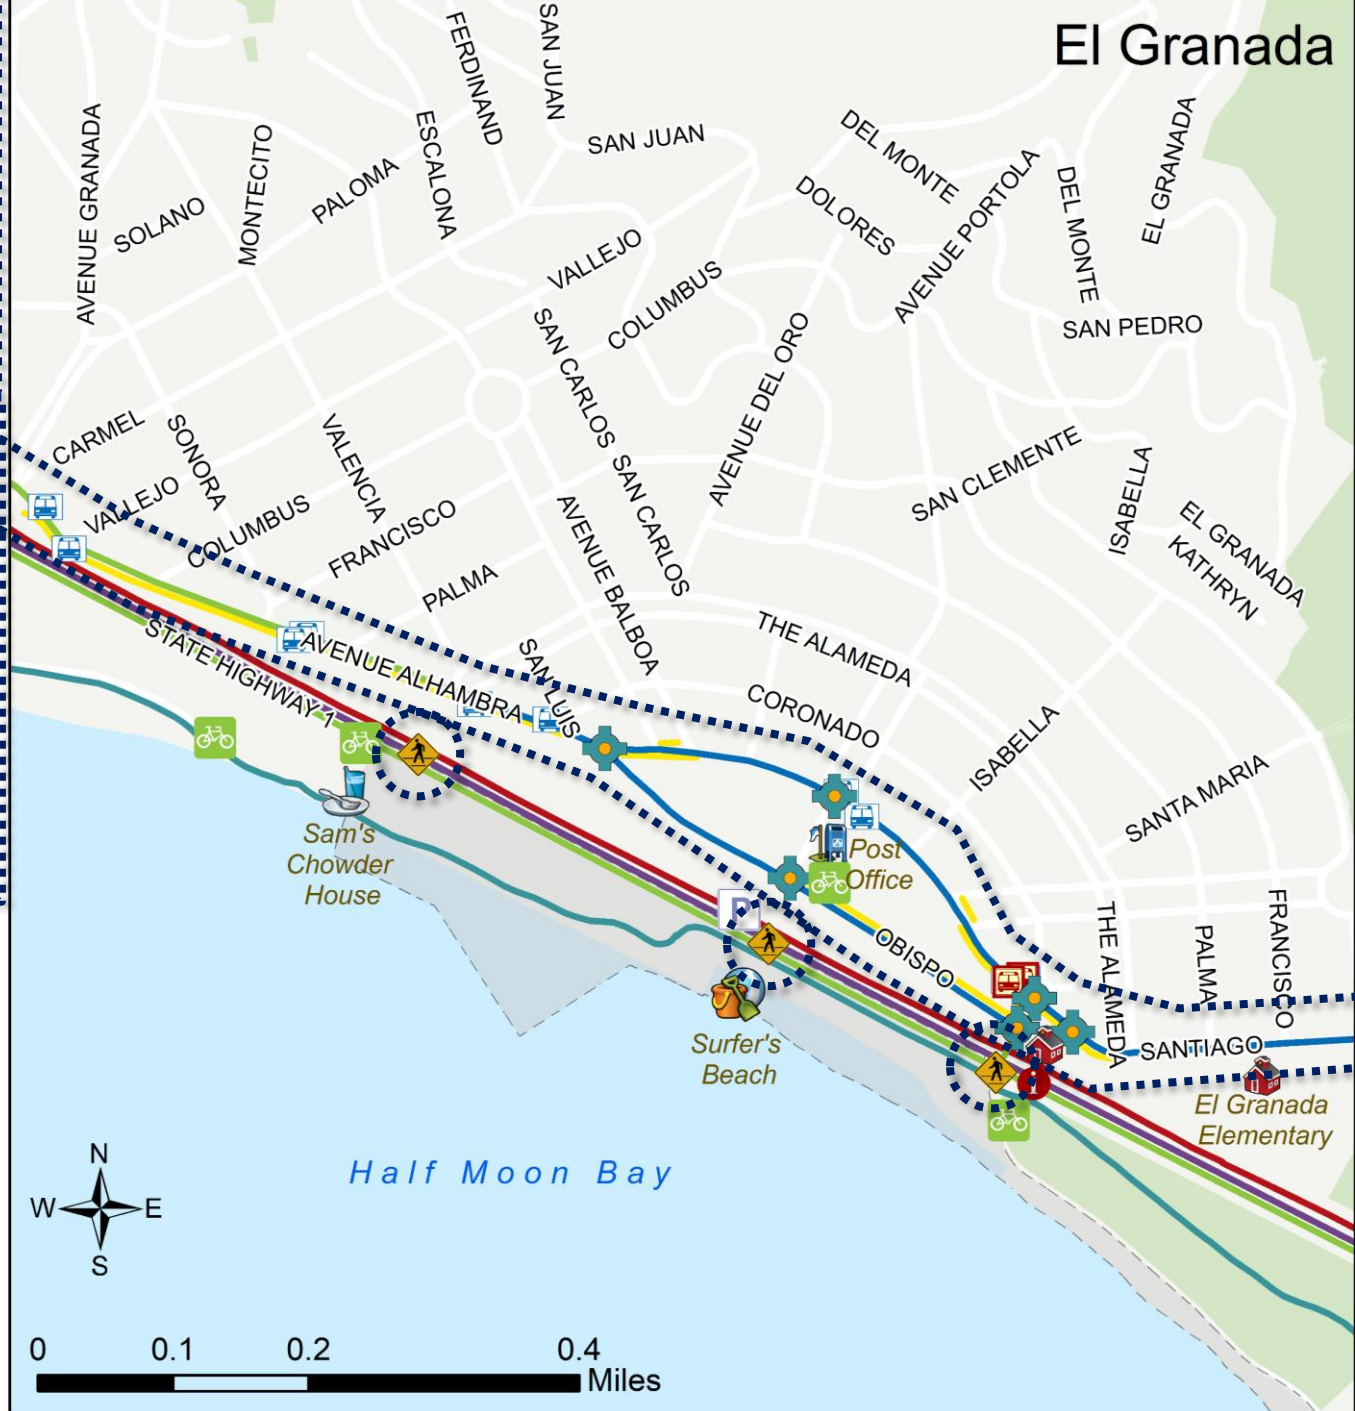 El Granada
SAN JUAN
FERDINAND
ESCALONA
SAN JUAN
DEL MONTE
EL GRANADA
AVENUE GRANADA
MONTECITO
PALOMA
SOLANO
DOLORES
AVENUE PORTOLA
DEL MONTE
VALLEJO
COLUMBUS
SAN PEDRO
SAN CARLOS
AVENUE DEL ORO
CARMEL
SONORA
VALENCIA
SAN CARLOS
SAN CLEMENTE
ISABELLA
VALLEJO
COLUMBUS
FRANCISCO
AVENUE BALBOA
EL GRANADA
KATHRYN
PALMA
STATE HIGHWAY 1
AVENUE ALHAMBRA
SAN LUIS
THE ALAMEDA
CORONADO
ISABELLA
SANTA MARIA
Sam's
Chowder
House
Post
Office
P
OBISPO
THE ALAMEDA
PALMA
FRANCISCO
Surfer's
Beach
SANTIAGO
i
El Granada
Elementary
Half Moon Bay
N
W E
S
0 0.1 0.2 0.4
Miles